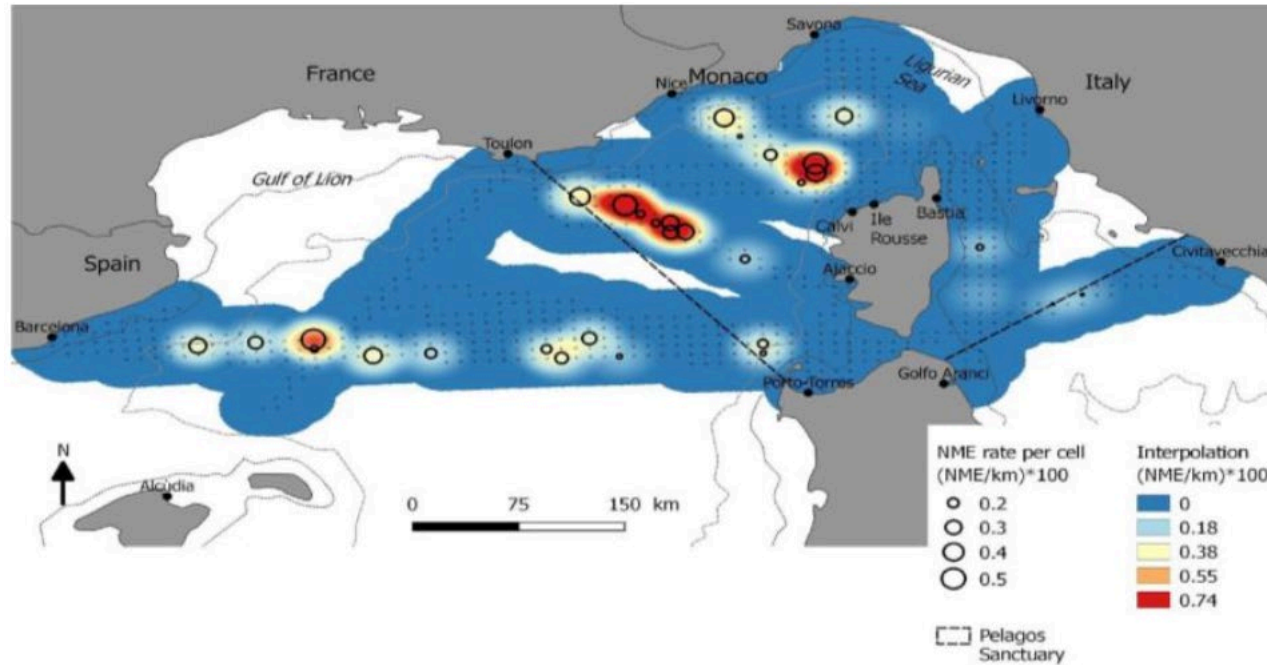 Savona
France
Monaco
Nice
Ligurian
Sea
Italy
Livorno
Toulon
Gulf of Lion
Calvi
Ile
Rousse
Bastia
Civitavecchia
Spain
Ajaccio
Barcelona
Porto-Torres
Golfo Aranci
N
Alcùdia
0 75 150 km
NME rate per cell
(NME/km)*100
0.2
0.3
0.4
0.5
Pelagos
Sanctuary
Interpolation
(NME/km)*100
0
0.18
0.38
0.55
0.74